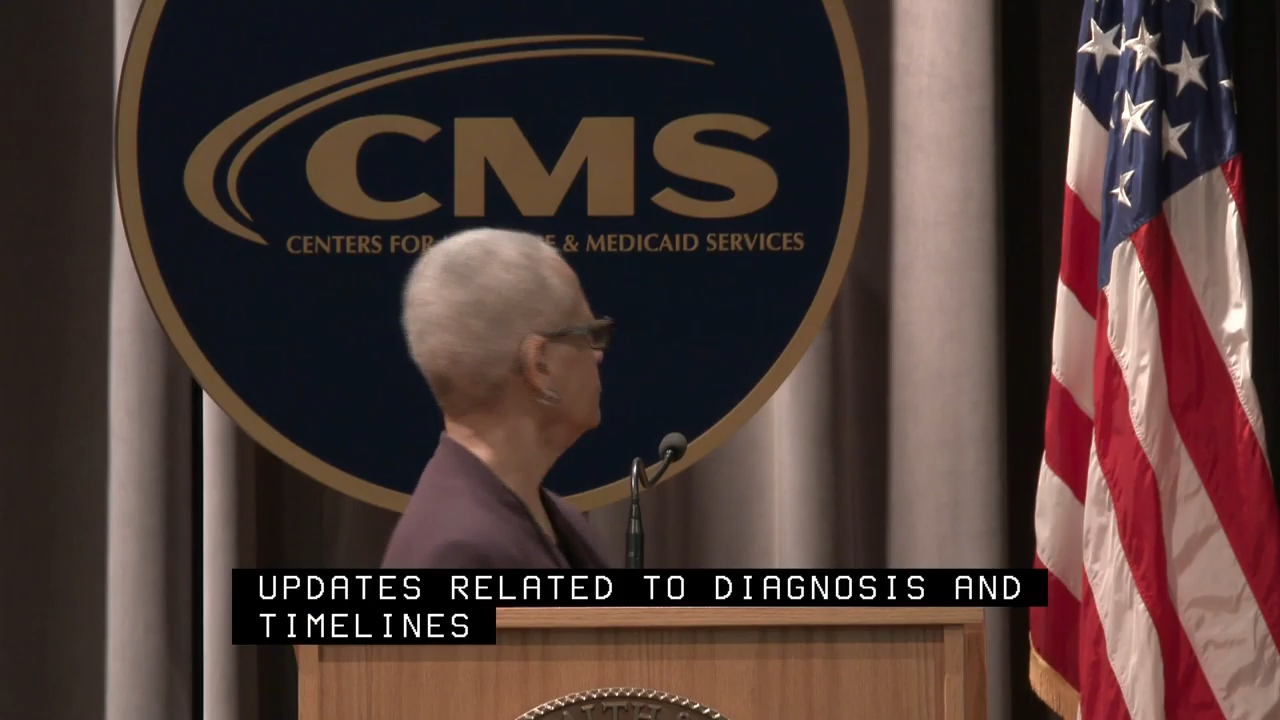 CMS
CENTERS FOR E & MEDICAID SERVICES
UPDATES RELATED TO DIAGNOSIS AND
TIMELINES